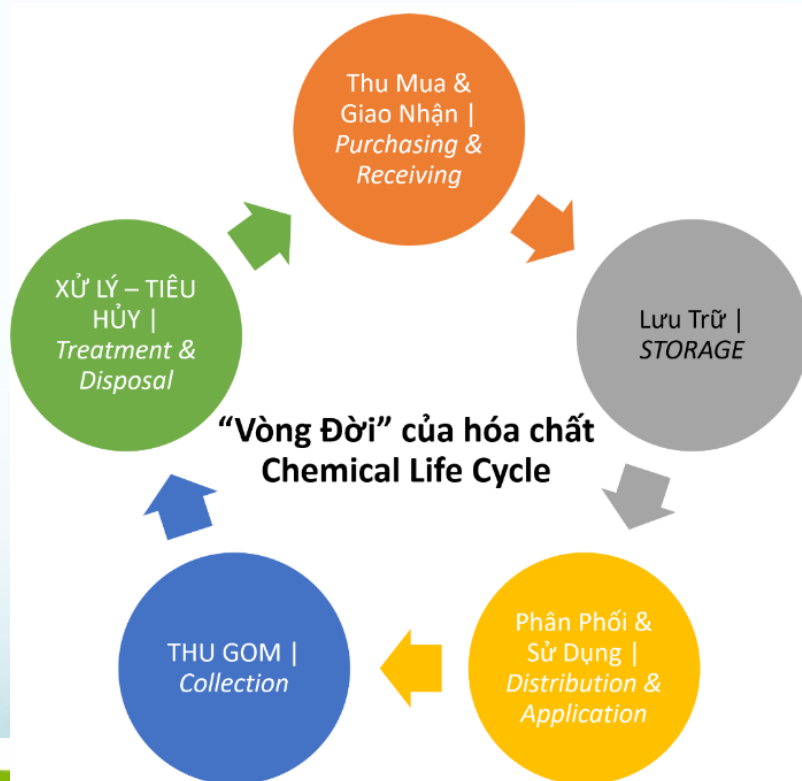 Thu Mua &
Giao Nhận |
Purchasing &
Receiving
Lưu Trữ |
STORAGE
Phân Phối &
Sử Dụng |
Distribution &
Application
THU GOM |
Collection
XỬ LÝ – TIÊU
HỦY |
Treatment &
Disposal
“Vòng Đời” của hóa chất
Chemical Life Cycle